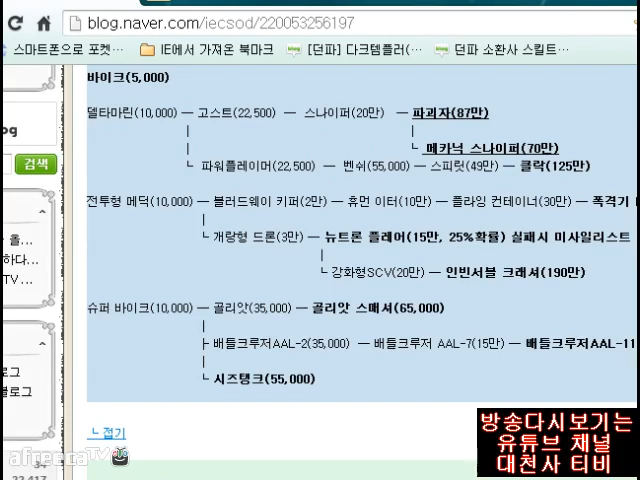 blog.naver.com/iecsod/220053256197
스마트폰으로 포켓… IE에서 가져온 북마크 [던파] 다크템플러(… 던파 소환사 스킬트…
바이크(5,000)
델타마린(10,000) ─ 고스트(22,500) ─ 스나이퍼(20만) ─ 파괴자(87만)
└ 메카닉 스나이퍼(70만)
└ 파워플레이머(22,500) ─ 벤쉬(55,000) ─ 스피릿(49만) ─ 클락(125만)
전투형 메딕(10,000) ─ 블러드웨이 키퍼(2만) ─ 휴먼 이터(10만) ─ 플라잉 컨테이너(30만) ─ 폭격기
└ 개량형 드론(3만) ─ 뉴트론 플레어(15만, 25%확률) 실패시 미사일리스트
└ 강화형SCV(20만) ─ 인빈서블 크래셔(190만)
슈퍼 바이크(10,000) ─ 골리앗(35,000) ─ 골리앗 스매셔(65,000)
├ 배틀크루저AAL-2(35,000) ─ 배틀크루저 AAL-7(15만) ─ 배틀크루저AAL-11
└ 시즈탱크(55,000)
└ 접기
og
검색
올...
하다...
TV ...
로그
블로그
34
22,417
afreecaTV
방송다시보기는
유튜브 채널
대천사 티비